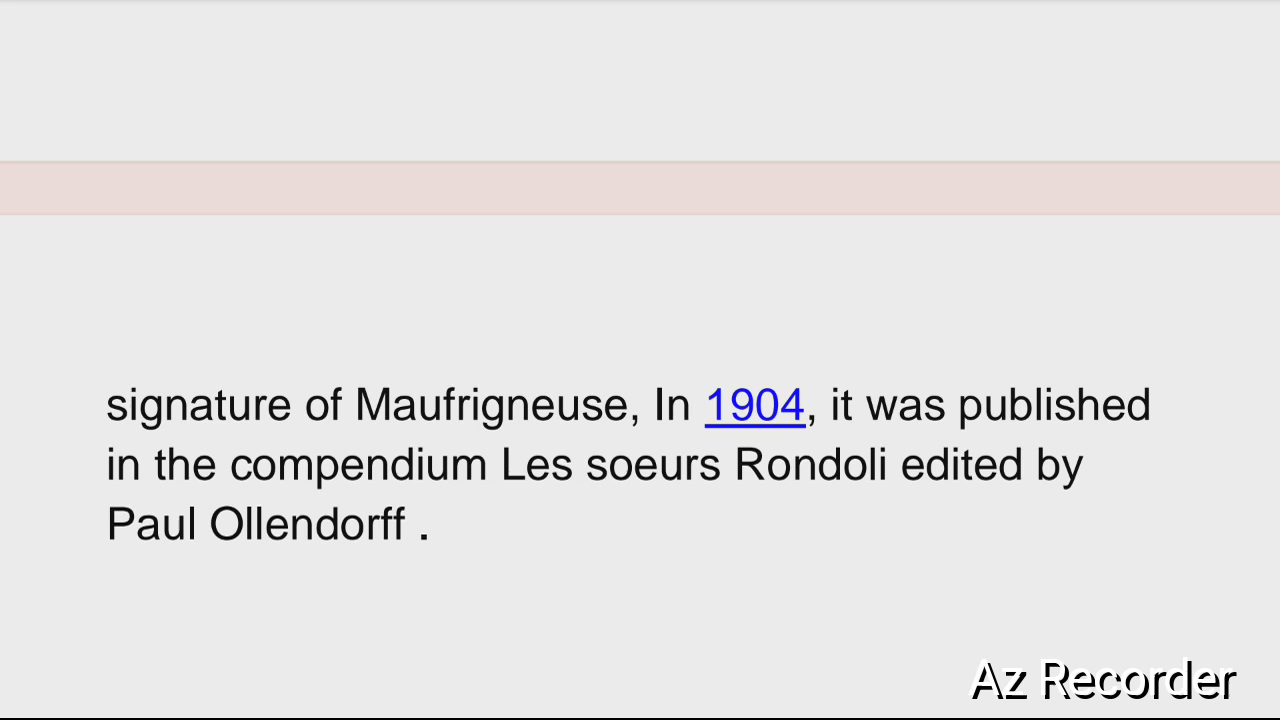 signature of Maufrigneuse, In 1904, it was published
in the compendium Les soeurs Rondoli edited by
Paul Ollendorff .
Az Recorder